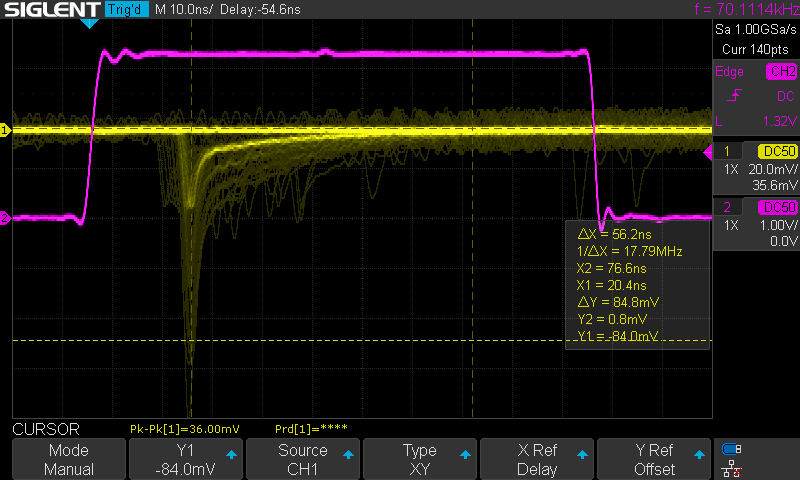 SIGLENT Trig'd M 10.0ns/ Delay:-54.6ns f = 70.1114kHz
Sa 1.00GSa/s
Curr 140pts
Edge CH2
DC
L 1.32V
1 DC50
1X 20.0mV/
35.6mV
2 DC50
1X 1.00V/
0.0V
1
2
ΔX = 56.2ns
1/ΔX = 17.79MHz
X2 = 76.6ns
X1 = 20.4ns
ΔY = 84.8mV
Y2 = 0.8mV
Y1 = -84.0mV
CURSOR Pk-Pk[1]=36.00mV Prd[1]=****
Mode Y1 Source Type X Ref Y Ref
Manual -84.0mV CH1 XY Delay Offset